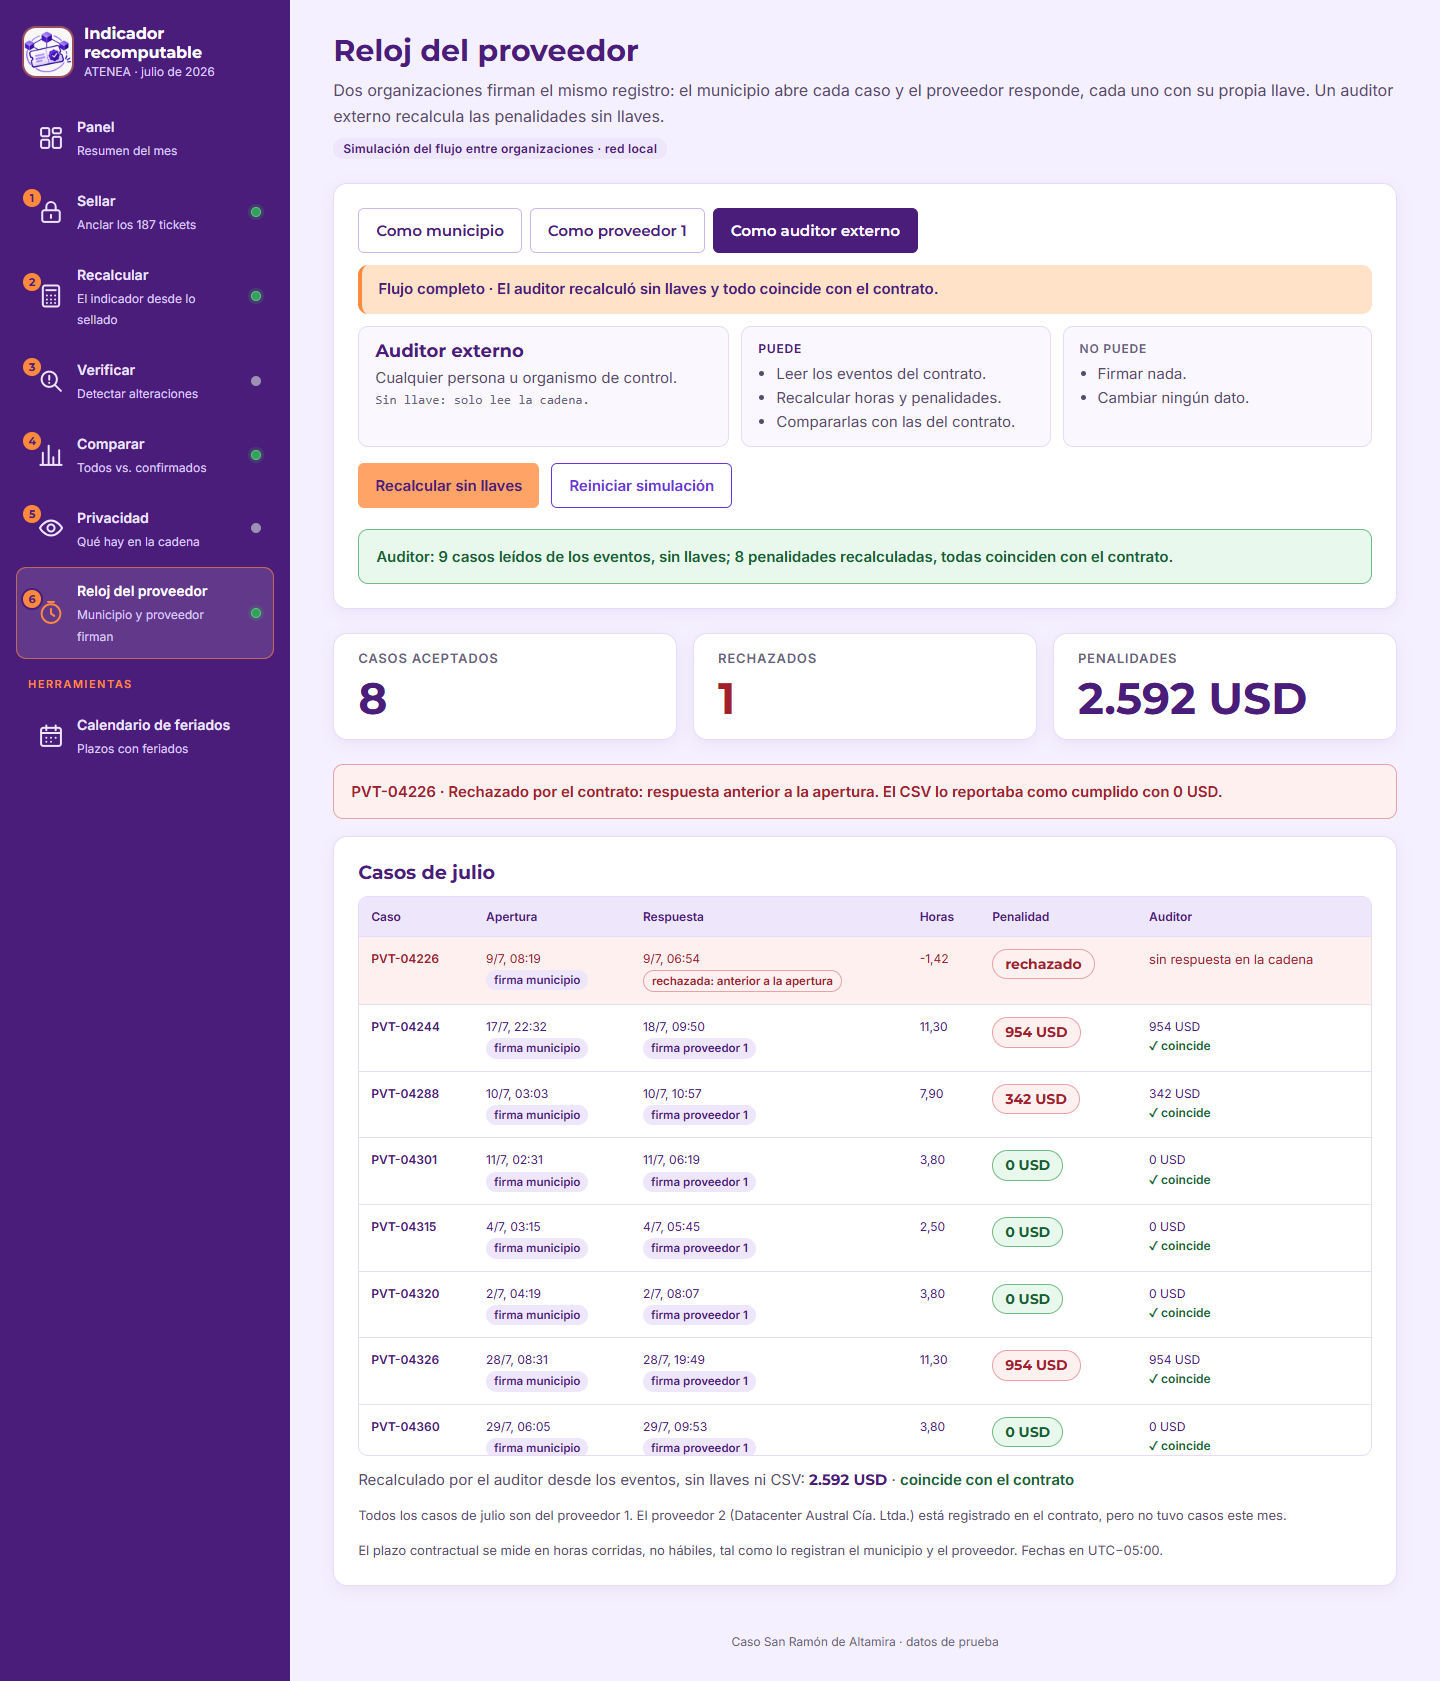 Indicador
recomputable
ATENEA · julio de 2026
Panel
Resumen del mes
1
Sellar
Anclar los 187 tickets
2
Recalcular
El indicador desde lo
sellado
3
Verificar
Detectar alteraciones
4
Comparar
Todos vs. confirmados
5
Privacidad
Qué hay en la cadena
6
Reloj del proveedor
Municipio y proveedor
firman
HERRAMIENTAS
Calendario de feriados
Plazos con feriados
Reloj del proveedor
Dos organizaciones firman el mismo registro: el municipio abre cada caso y el proveedor responde, cada uno con su propia llave. Un auditor
externo recalcula las penalidades sin llaves.
Simulación del flujo entre organizaciones · red local
Como municipio
Como proveedor 1
Como auditor externo
Flujo completo · El auditor recalculó sin llaves y todo coincide con el contrato.
Auditor externo
Cualquier persona u organismo de control.
Sin llave: solo lee la cadena.
PUEDE
• Leer los eventos del contrato.
• Recalcular horas y penalidades.
• Compararlas con las del contrato.
NO PUEDE
• Firmar nada.
• Cambiar ningún dato.
Recalcular sin llaves
Reiniciar simulación
Auditor: 9 casos leídos de los eventos, sin llaves; 8 penalidades recalculadas, todas coinciden con el contrato.
CASOS ACEPTADOS
8
RECHAZADOS
1
PENALIDADES
2.592 USD
PVT-04226 · Rechazado por el contrato: respuesta anterior a la apertura. El CSV lo reportaba como cumplido con 0 USD.
Casos de julio
Caso Apertura Respuesta Horas Penalidad Auditor
PVT-04226 9/7, 08:19 9/7, 06:54 -1,42 rechazado sin respuesta en la cadena
firma municipio rechazada: anterior a la apertura
PVT-04244 17/7, 22:32 18/7, 09:50 11,30 954 USD 954 USD
firma municipio firma proveedor 1 ✓ coincide
PVT-04288 10/7, 03:03 10/7, 10:57 7,90 342 USD 342 USD
firma municipio firma proveedor 1 ✓ coincide
PVT-04301 11/7, 02:31 11/7, 06:19 3,80 0 USD 0 USD
firma municipio firma proveedor 1 ✓ coincide
PVT-04315 4/7, 03:15 4/7, 05:45 2,50 0 USD 0 USD
firma municipio firma proveedor 1 ✓ coincide
PVT-04320 2/7, 04:19 2/7, 08:07 3,80 0 USD 0 USD
firma municipio firma proveedor 1 ✓ coincide
PVT-04326 28/7, 08:31 28/7, 19:49 11,30 954 USD 954 USD
firma municipio firma proveedor 1 ✓ coincide
PVT-04360 29/7, 06:05 29/7, 09:53 3,80 0 USD 0 USD
firma municipio firma proveedor 1 ✓ coincide
Recalculado por el auditor desde los eventos, sin llaves ni CSV: 2.592 USD · coincide con el contrato
Todos los casos de julio son del proveedor 1. El proveedor 2 (Datacenter Austral Cía. Ltda.) está registrado en el contrato, pero no tuvo casos este mes.
El plazo contractual se mide en horas corridas, no hábiles, tal como lo registran el municipio y el proveedor. Fechas en UTC−05:00.
Caso San Ramón de Altamira · datos de prueba